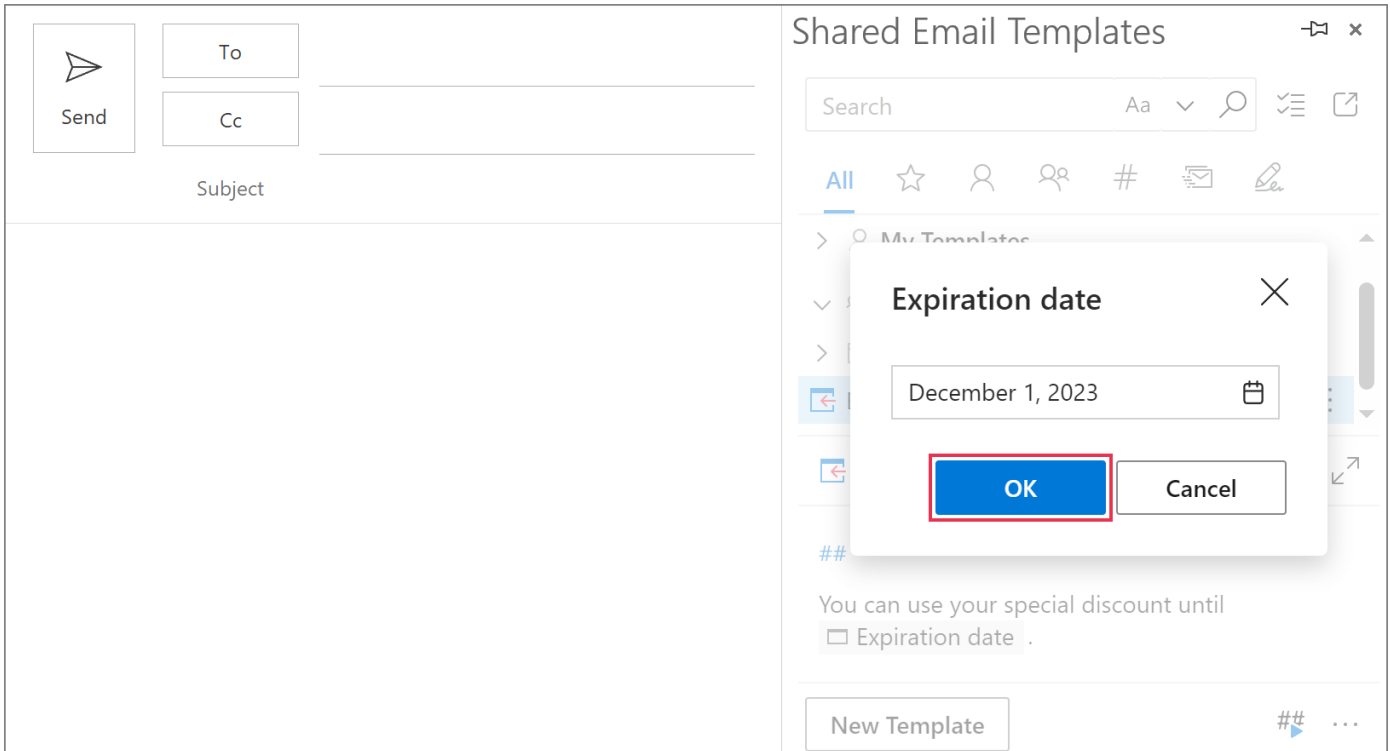 Send
To
Cc
Subject
Shared Email Templates
Search
Aa
All
#
My Templates
Expiration date
December 1, 2023
OK
Cancel
##
You can use your special discount until
Expiration date .
New Template
##